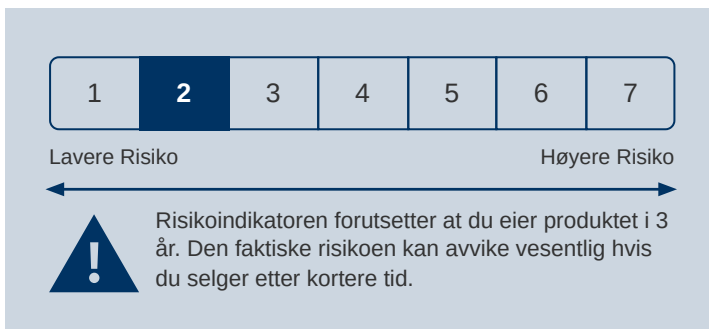 1 2 3 4 5 6 7
Lavere Risiko Høyere Risiko
Risikoindikatoren forutsetter at du eier produktet i 3
år. Den faktiske risikoen kan avvike vesentlig hvis
du selger etter kortere tid.